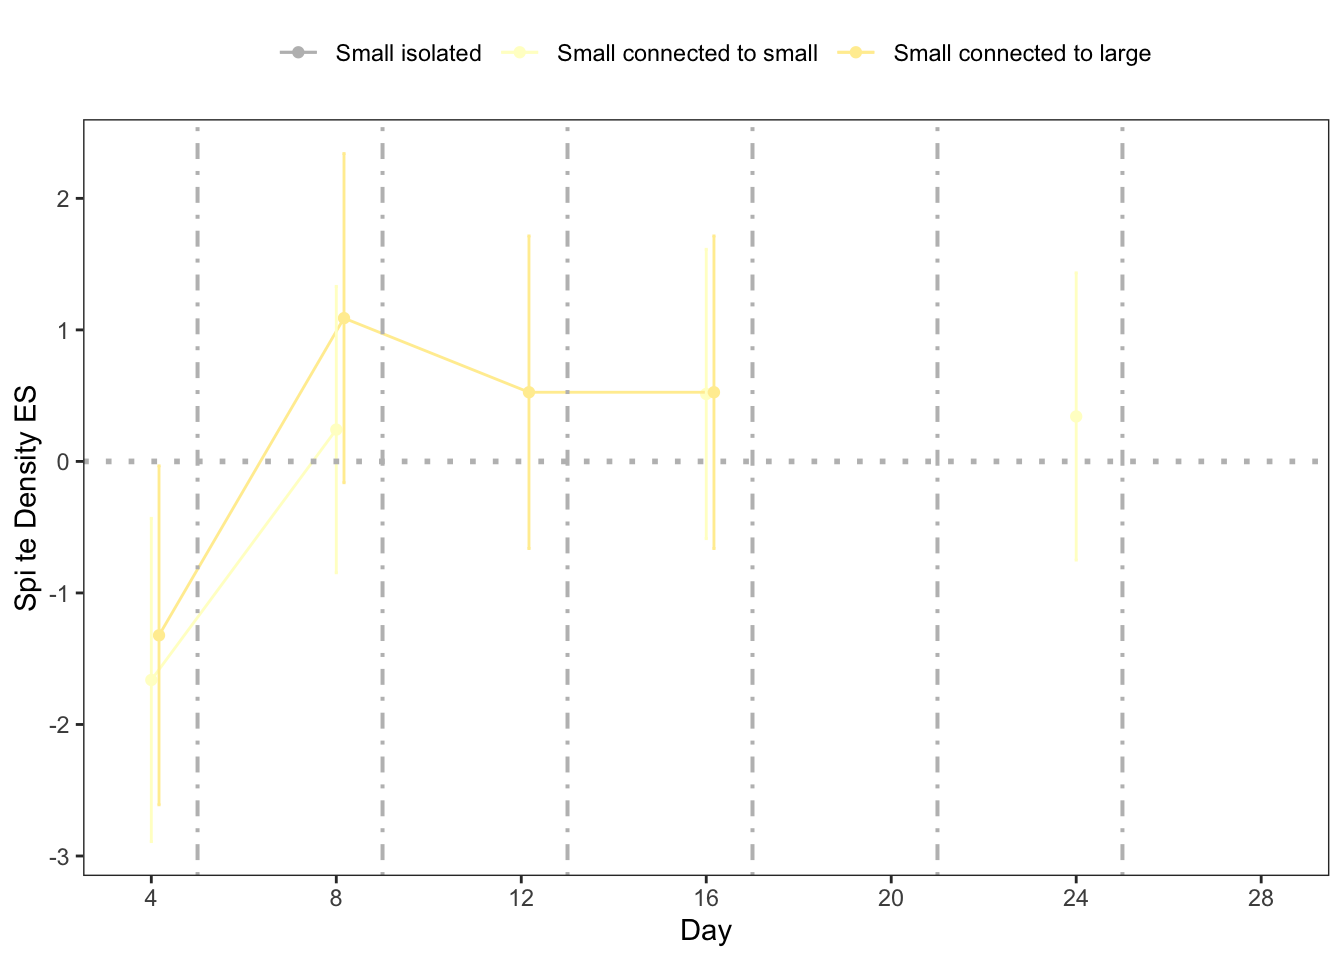 Small isolated Small connected to small Small connected to large
2
1
0
-1
-2
-3
Spi te Density ES
4 8 12 16 20 24 28
Day